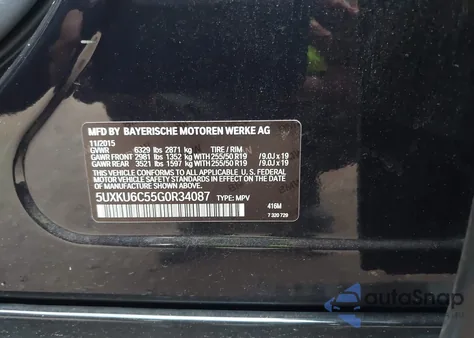 MFD BY BAYERISCHE MOTOREN WERKE AG
11/2015
GVWR 6329 lbs 2871 kg TIRE / RIM
GAWR FRONT 2981 lbs 1352 kg WITH 255/50 R19 /9.0J x 19
GAWR REAR 3521 lbs 1597 kg WITH 255/50 R19 /9.0J x 19
THIS VEHICLE CONFORMS TO ALL APPLICABLE U.S. FEDERAL
MOTOR VEHICLE SAFETY STANDARDS IN EFFECT ON THE
DATE OF MANUFACTURE SHOWN ABOVE.
5UXKU6C55G0R34087 TYPE: MPV
416M
7 320 729
autoSnap